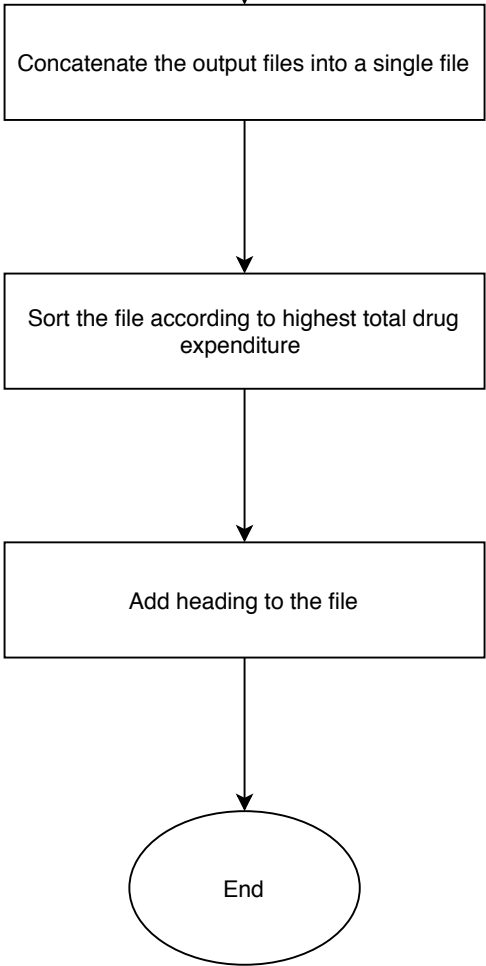 Concatenate the output files into a single file
Sort the file according to highest total drug
expenditure
Add heading to the file
End